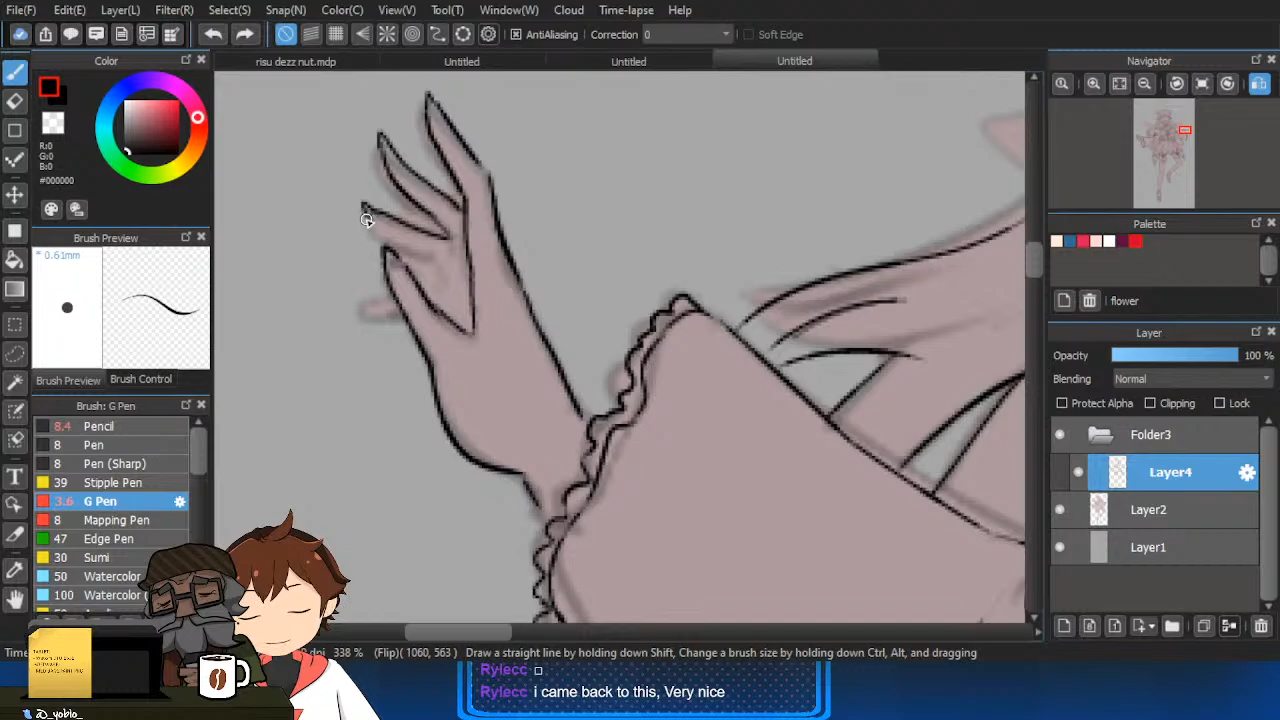 File(F) Edit(E) Layer(L) Filter(R) Select(S) Snap(N) Color(C) View(V) Tool(T) Window(W) Cloud Time-lapse Help
AntiAliasing Correction 0 Soft Edge
Color
risu dezz nut.mdp Untitled Untitled Untitled
R:0
G:0
B:0
#000000
Brush Preview
* 0.61mm
Brush Preview Brush Control
Brush: G Pen
8.4 Pencil
8 Pen
8 Pen (Sharp)
39 Stipple Pen
3.6 G Pen
8 Mapping Pen
47 Edge Pen
30 Sumi
50 Watercolor
100 Watercolor (
Navigator
Palette
flower
Layer
Opacity 100 %
Blending Normal
Protect Alpha Clipping Lock
Folder3
Layer4
Layer2
Layer1
Time dpi 338 % (Flip)( 1060, 563 ) Draw a straight line by holding down Shift, Change a brush size by holding down Ctrl, Alt, and dragging
Rylecc □
Rylecc i came back to this, Very nice